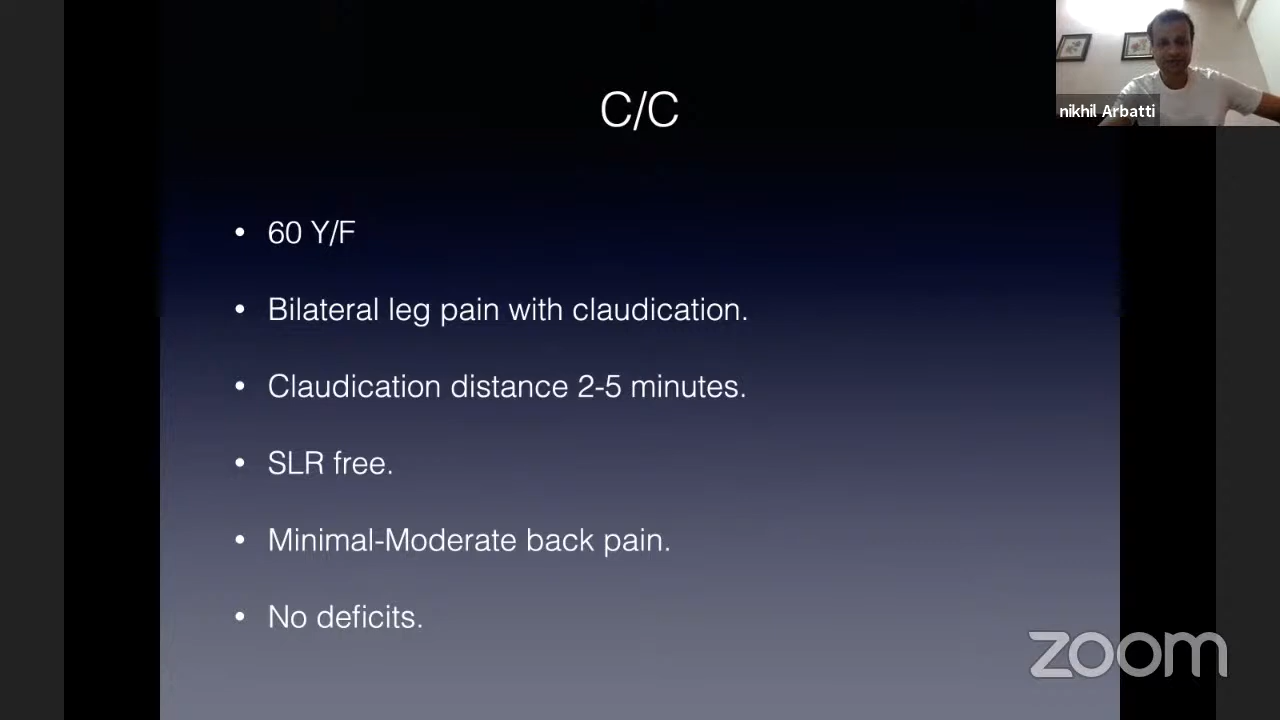 C/C
nikhil Arbatti
• 60 Y/F
• Bilateral leg pain with claudication.
• Claudication distance 2-5 minutes.
• SLR free.
• Minimal-Moderate back pain.
• No deficits.
zoom